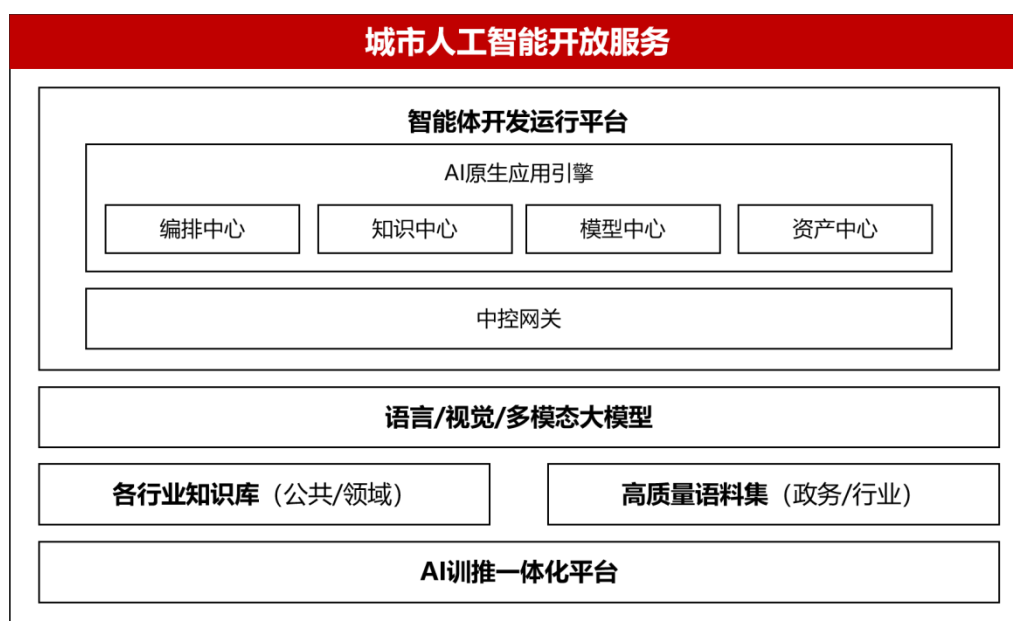 城市人工智能开放服务
智能体开发运行平台
AI原生应用引擎
编排中心
知识中心
模型中心
资产中心
中控网关
语言/视觉/多模态大模型
各行业知识库（公共/领域）
高质量语料集（政务/行业）
AI训推一体化平台